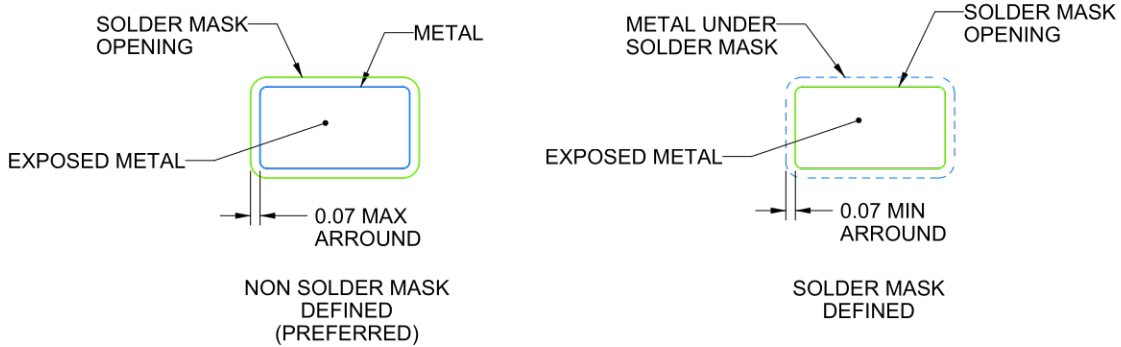 SOLDER MASK
OPENING
METAL
EXPOSED METAL
0.07 MAX
ARROUND
NON SOLDER MASK
DEFINED
(PREFERRED)
METAL UNDER
SOLDER MASK
SOLDER MASK
OPENING
EXPOSED METAL
0.07 MIN
ARROUND
SOLDER MASK
DEFINED